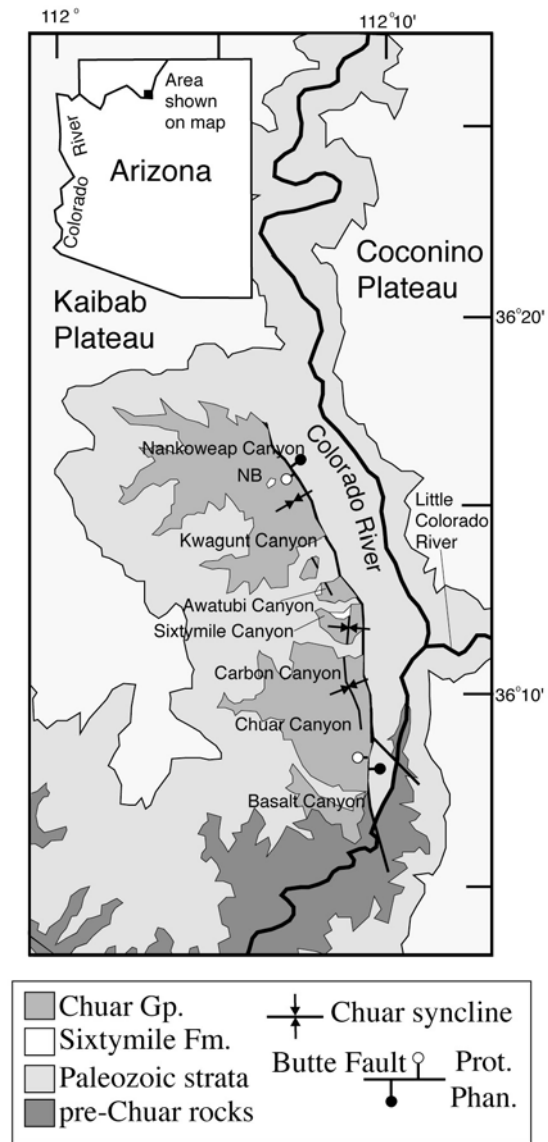 112°
112°10'
Area
shown
on map
Colorado River
Arizona
Coconino
Plateau
Kaibab
Plateau
36°20'
Nankoweap Canyon
NB
Colorado River
Little
Colorado
River
Kwagunt Canyon
Awatubi Canyon
Sixtymile Canyon
Carbon Canyon
36°10'
Chuar Canyon
Basalt Canyon
Chuar Gp.
Chuar syncline
Sixtymile Fm.
Butte Fault
Prot.
Paleozoic strata
Phan.
pre-Chuar rocks